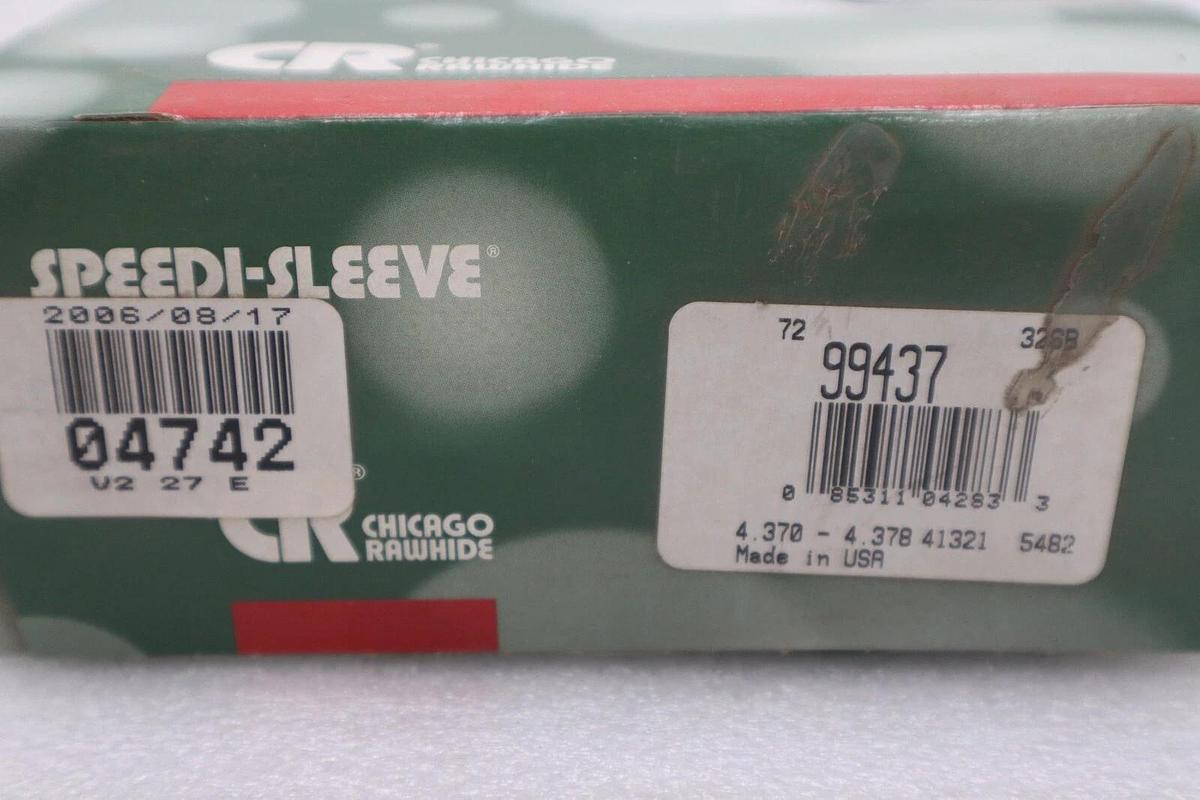 CR® CHICAGO
RAWHIDE
SPEEDI-SLEEVE®
2006/08/17
04742
V2 27 E
CR® CHICAGO
RAWHIDE
72
99437
0 85311 04283 3
4.370 - 4.378 41321 5482
Made in USA